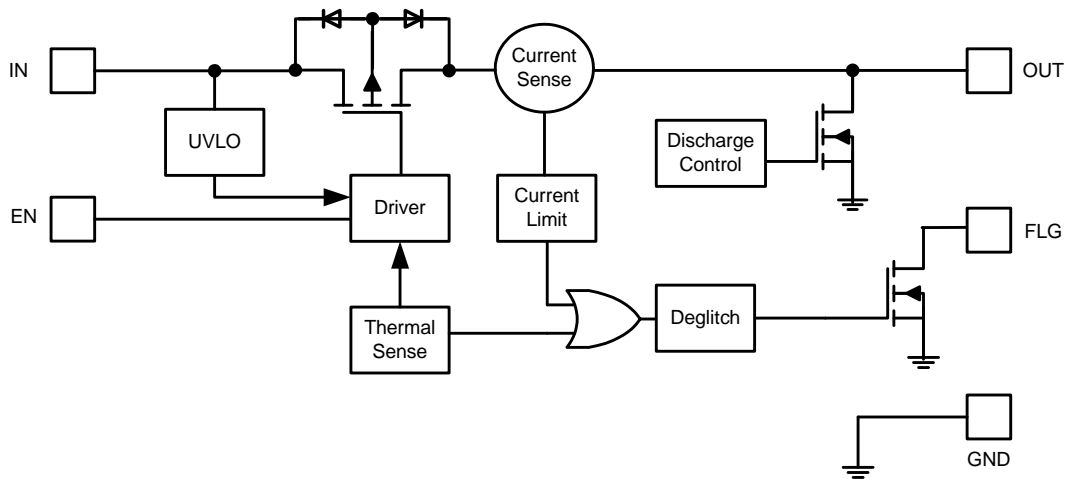 IN
Current
Sense
OUT
UVLO
Discharge
Control
EN
Driver
Current
Limit
FLG
Thermal
Sense
Deglitch
GND